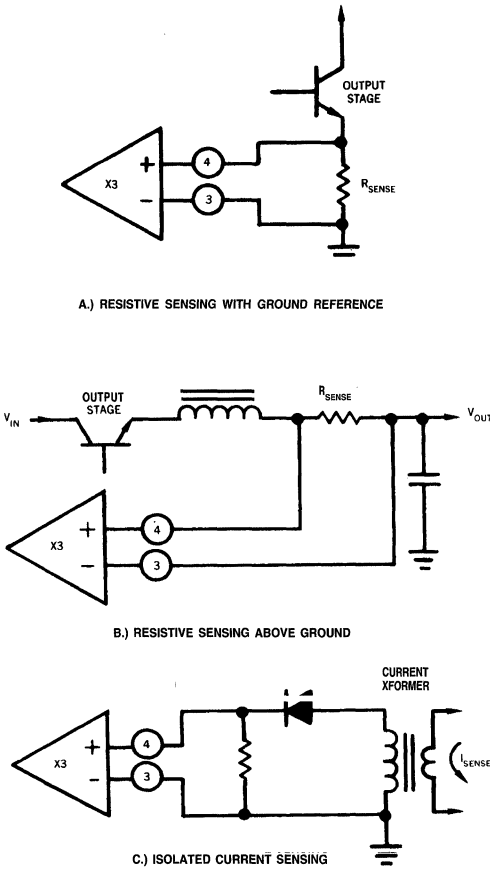 OUTPUT
STAGE
+
4
X3
RSENSE
−
3
A.) RESISTIVE SENSING WITH GROUND REFERENCE
RSENSE
OUTPUT
STAGE
VIN
VOUT
+
4
X3
−
3
B.) RESISTIVE SENSING ABOVE GROUND
CURRENT
XFORMER
+
4
X3
ISENSE
−
3
C.) ISOLATED CURRENT SENSING